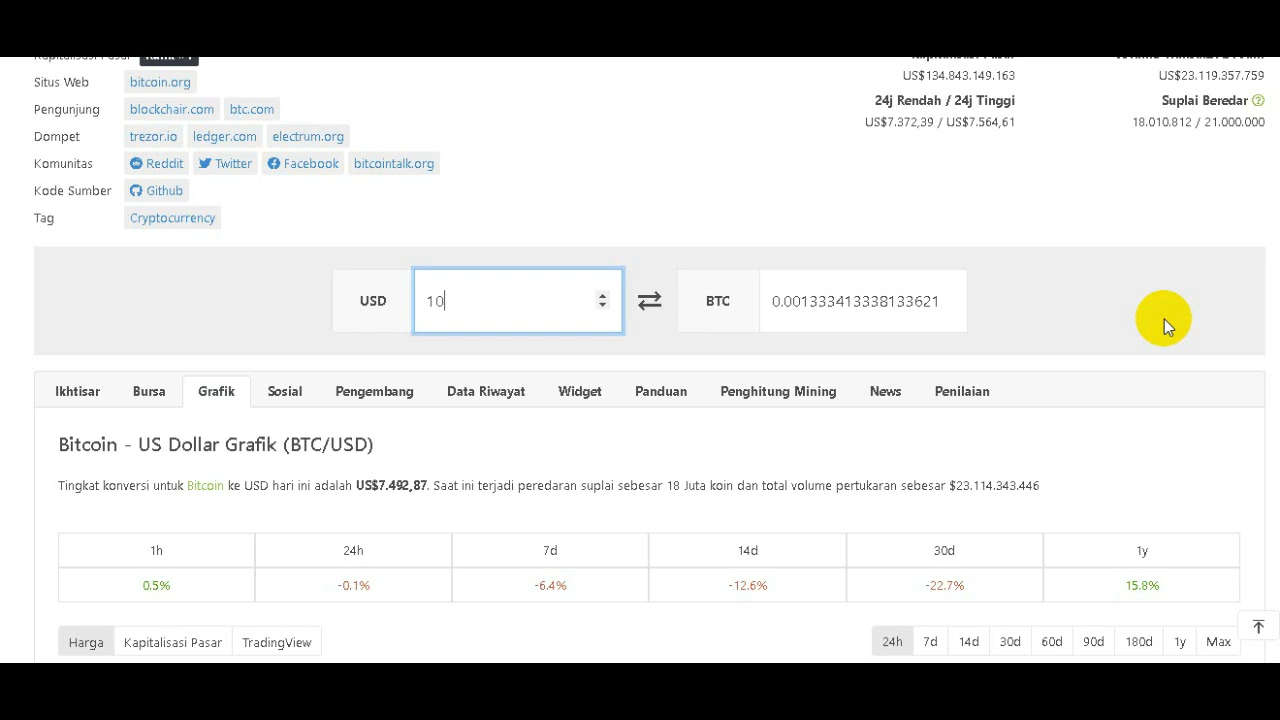 Kapitalisasi Pasar
Situs Web bitcoin.org
Pengunjung blockchair.com btc.com
Dompet trezor.io ledger.com electrum.org
Komunitas Reddit Twitter Facebook bitcointalk.org
Kode Sumber Github
Tag Cryptocurrency
US$134.843.149.163
US$23.119.357.759
24j Rendah / 24j Tinggi
Suplai Beredar
US$7.372,39 / US$7.564,61
18.010.812 / 21.000.000
USD 10 BTC 0.001333413338133621
Ikhtisar Bursa Grafik Sosial Pengembang Data Riwayat Widget Panduan Penghitung Mining News Penilaian
Bitcoin - US Dollar Grafik (BTC/USD)
Tingkat konversi untuk Bitcoin ke USD hari ini adalah US$7.492,87. Saat ini terjadi peredaran suplai sebesar 18 Juta koin dan total volume pertukaran sebesar $23.114.343.446
1h 24h 7d 14d 30d 1y
0.5% -0.1% -6.4% -12.6% -22.7% 15.8%
Harga Kapitalisasi Pasar TradingView 24h 7d 14d 30d 60d 90d 180d 1y Max